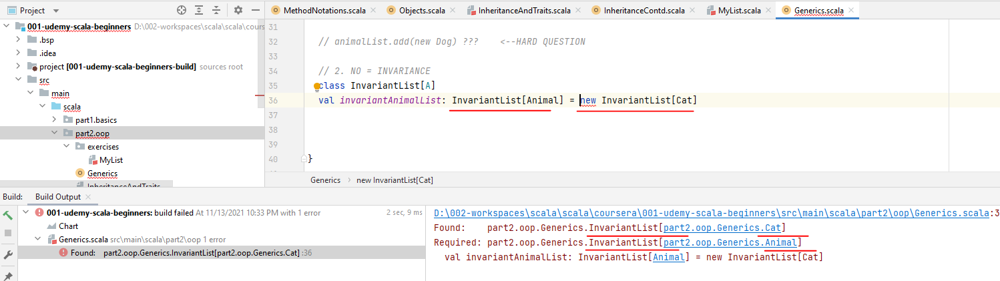 Project
MethodNotations.scala
Objects.scala
InheritanceAndTraits.scala
InheritanceContd.scala
MyList.scala
Generics.scala
001-udemy-scala-beginners D:\002-workspaces\scala\scala\cours
.bsp
.idea
project [001-udemy-scala-beginners-build] sources root
src
main
scala
part1.basics
part2.oop
exercises
MyList
Generics
InheritanceAndTraits
31
32 // animalList.add(new Dog) ??? <--HARD QUESTION
33
34 // 2. NO = INVARIANCE
35 class InvariantList[A]
36 val invariantAnimalList: InvariantList[Animal] = new InvariantList[Cat]
37
38
39
40 }
Generics › new InvariantList[Cat]
Build: Build Output
001-udemy-scala-beginners: build failed At 11/13/2021 10:33 PM with 1 error 2 sec, 9 ms
Chart
Generics.scala src\main\scala\part2\oop 1 error
Found: part2.oop.Generics.InvariantList[part2.oop.Generics.Cat] :36
D:\002-workspaces\scala\scala\coursera\001-udemy-scala-beginners\src\main\scala\part2\oop\Generics.scala:3
Found: part2.oop.Generics.InvariantList[part2.oop.Generics.Cat]
Required: part2.oop.Generics.InvariantList[part2.oop.Generics.Animal]
val invariantAnimalList: InvariantList[Animal] = new InvariantList[Cat]